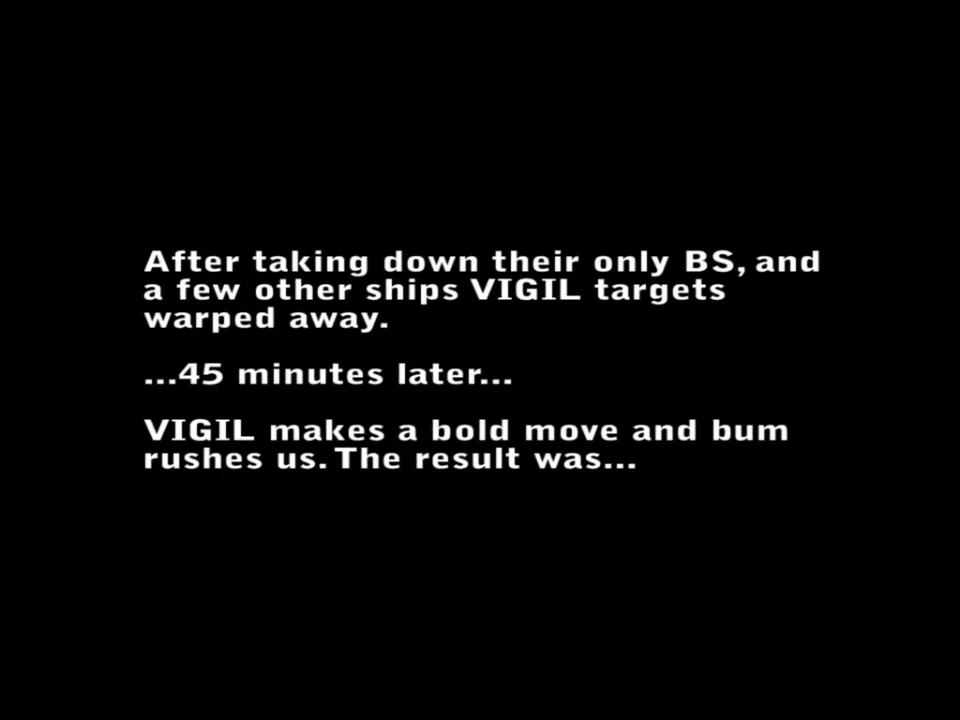 After taking down their only BS, and
a few other ships VIGIL targets
warped away.
...45 minutes later...
VIGIL makes a bold move and bum
rushes us. The result was...